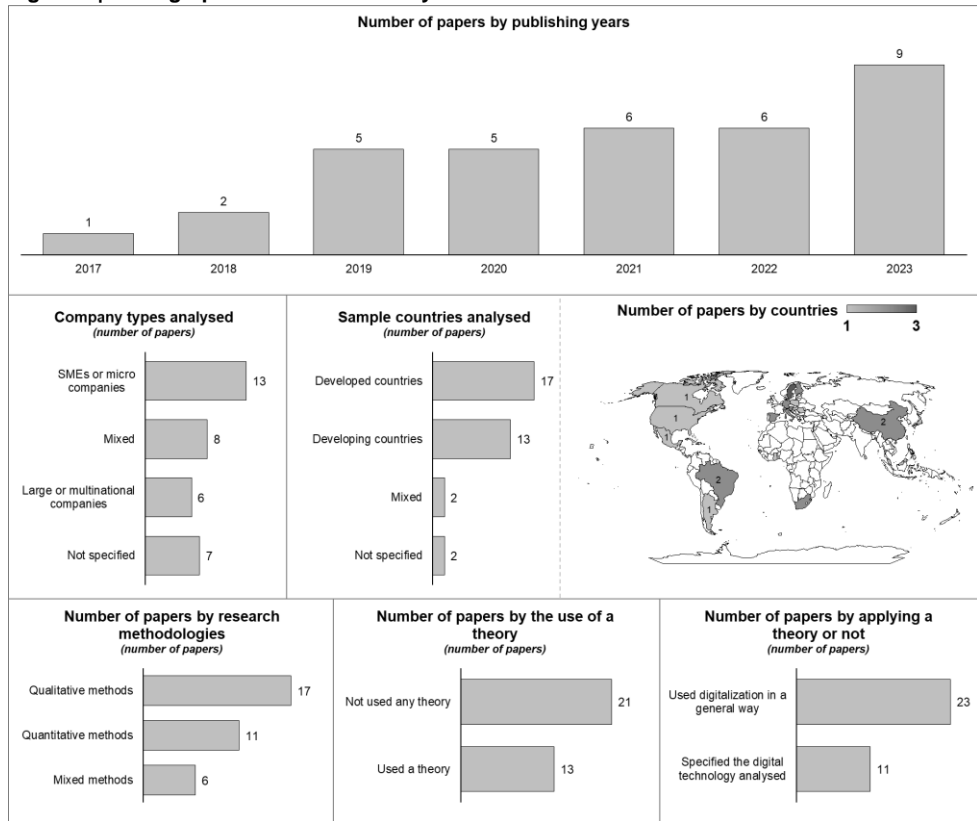 Number of papers by publishing years
9
6
6
5
5
2
1
2017
2018
2019
2020
2021
2022
2023
Company types analysed
(number of papers)
SMEs or micro
companies
13
Mixed
8
Large or multinational
companies
6
Not specified
7
Sample countries analysed
(number of papers)
Developed countries
17
Developing countries
13
Mixed
2
Not specified
2
Number of papers by countries
1
3
1
1
1
2
2
1
Number of papers by research
methodologies
(number of papers)
Qualitative methods
17
Quantitative methods
11
Mixed methods
6
Number of papers by the use of a
theory
(number of papers)
Not used any theory
21
Used a theory
13
Number of papers by applying a
theory or not
(number of papers)
Used digitalization in a
general way
23
Specified the digital
technology analysed
11